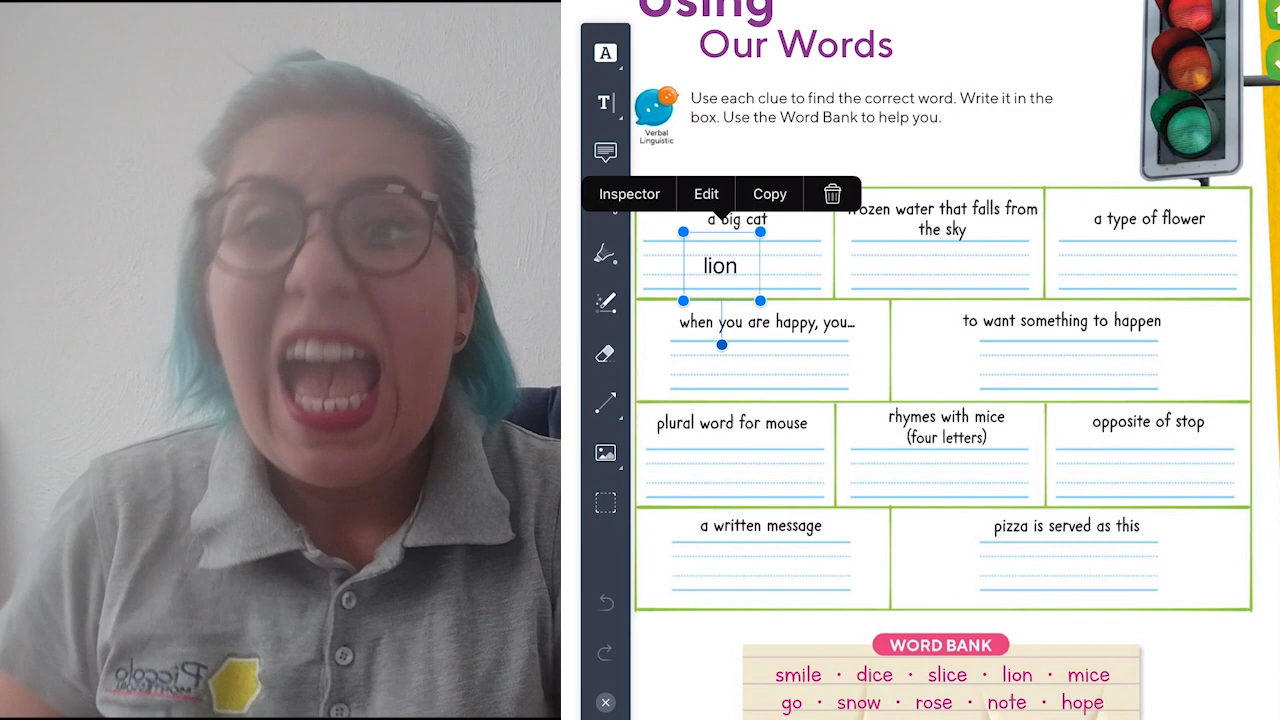 Using
Our Words
Use each clue to find the correct word. Write it in the
box. Use the Word Bank to help you.
Verbal
Linguistic
A
T
Inspector
Edit
Copy
a big cat
lion
frozen water that falls from
the sky
a type of flower
when you are happy, you...
to want something to happen
plural word for mouse
rhymes with mice
(four letters)
opposite of stop
a written message
pizza is served as this
WORD BANK
smile · dice · slice · lion · mice
go · snow · rose · note · hope
Piccolo